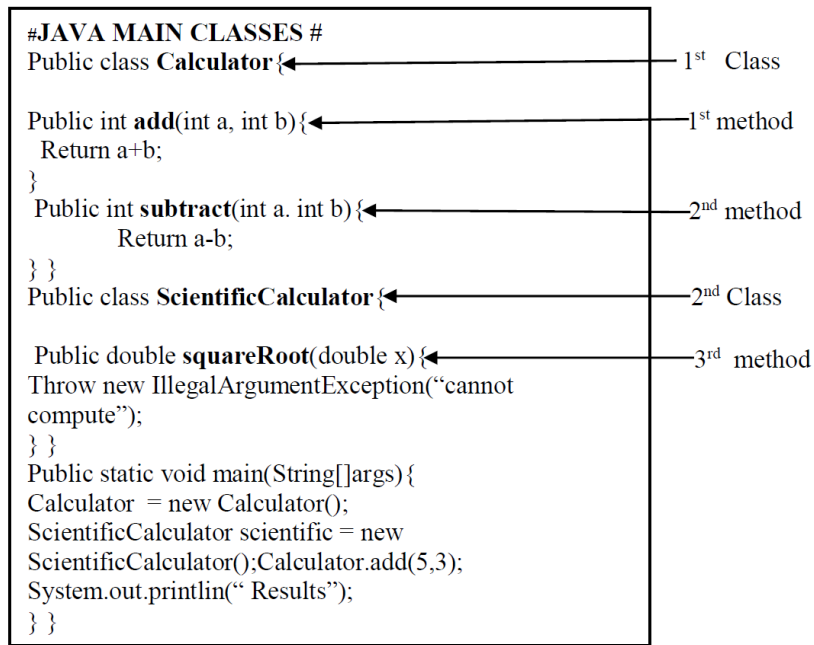 #JAVA MAIN CLASSES #
Public class Calculator{ 1st Class
Public int add(int a, int b){ 1st method
Return a+b;
}
Public int subtract(int a. int b){ 2nd method
Return a-b;
} }
Public class ScientificCalculator{ 2nd Class
Public double squareRoot(double x){ 3rd method
Throw new IllegalArgumentException(“cannot
compute”);
} }
Public static void main(String[]args){
Calculator = new Calculator();
ScientificCalculator scientific = new
ScientificCalculator();Calculator.add(5,3);
System.out.printlin(“ Results”);
} }